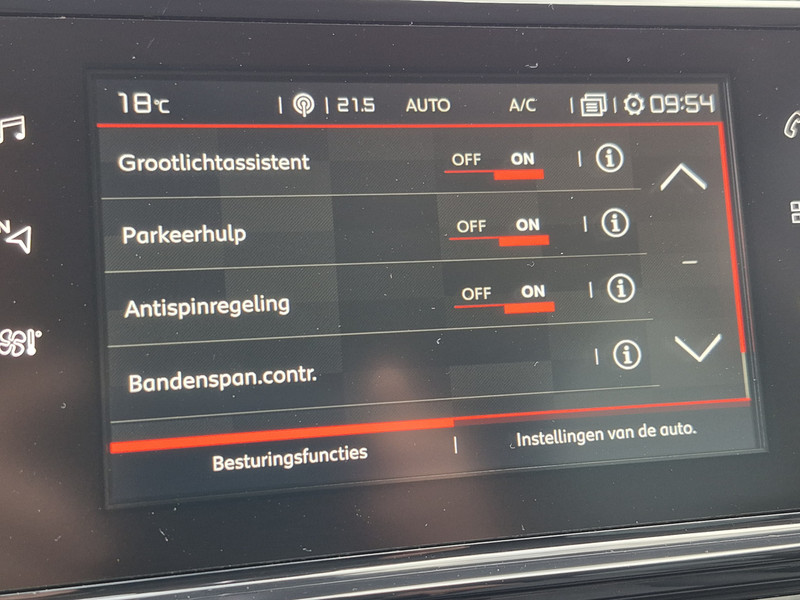 18°C 21.5 AUTO A/C 09:54
Grootlichtassistent OFF ON
Parkeerhulp OFF ON
Antispinregeling OFF ON
Bandenspan.contr.
Besturingsfuncties Instellingen van de auto.
N